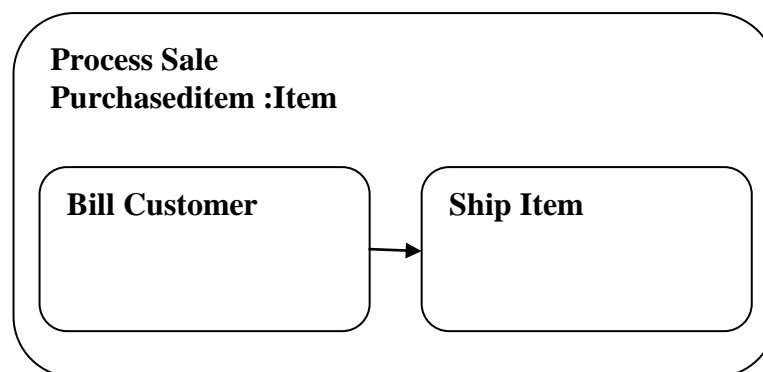 Process Sale
Purchaseditem :Item
Bill Customer
Ship Item